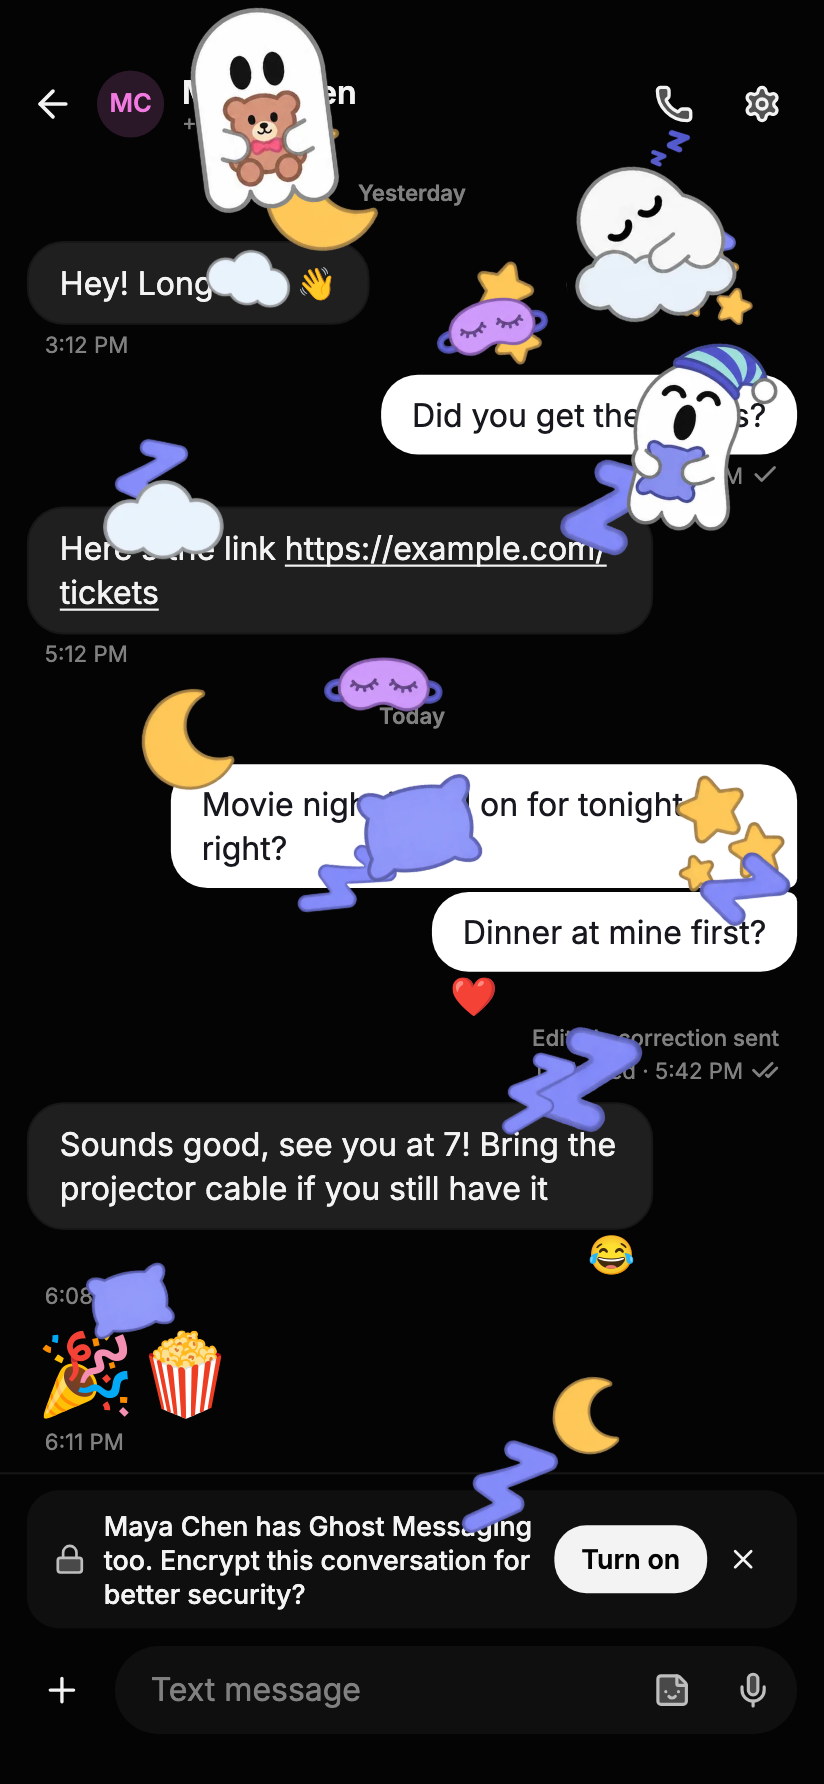 MC
Yesterday
Hey! Long 👋
3:12 PM
Did you get the
✓
Here's the link https://example.com/
tickets
5:12 PM
Today
Movie on for tonight
right?
Dinner at mine first?
❤️
correction sent
· 5:42 PM
Sounds good, see you at 7! Bring the
projector cable if you still have it
😂
6:08
🎉 🍿
6:11 PM
Maya Chen has Ghost Messaging
too. Encrypt this conversation for
better security?
Turn on
Text message